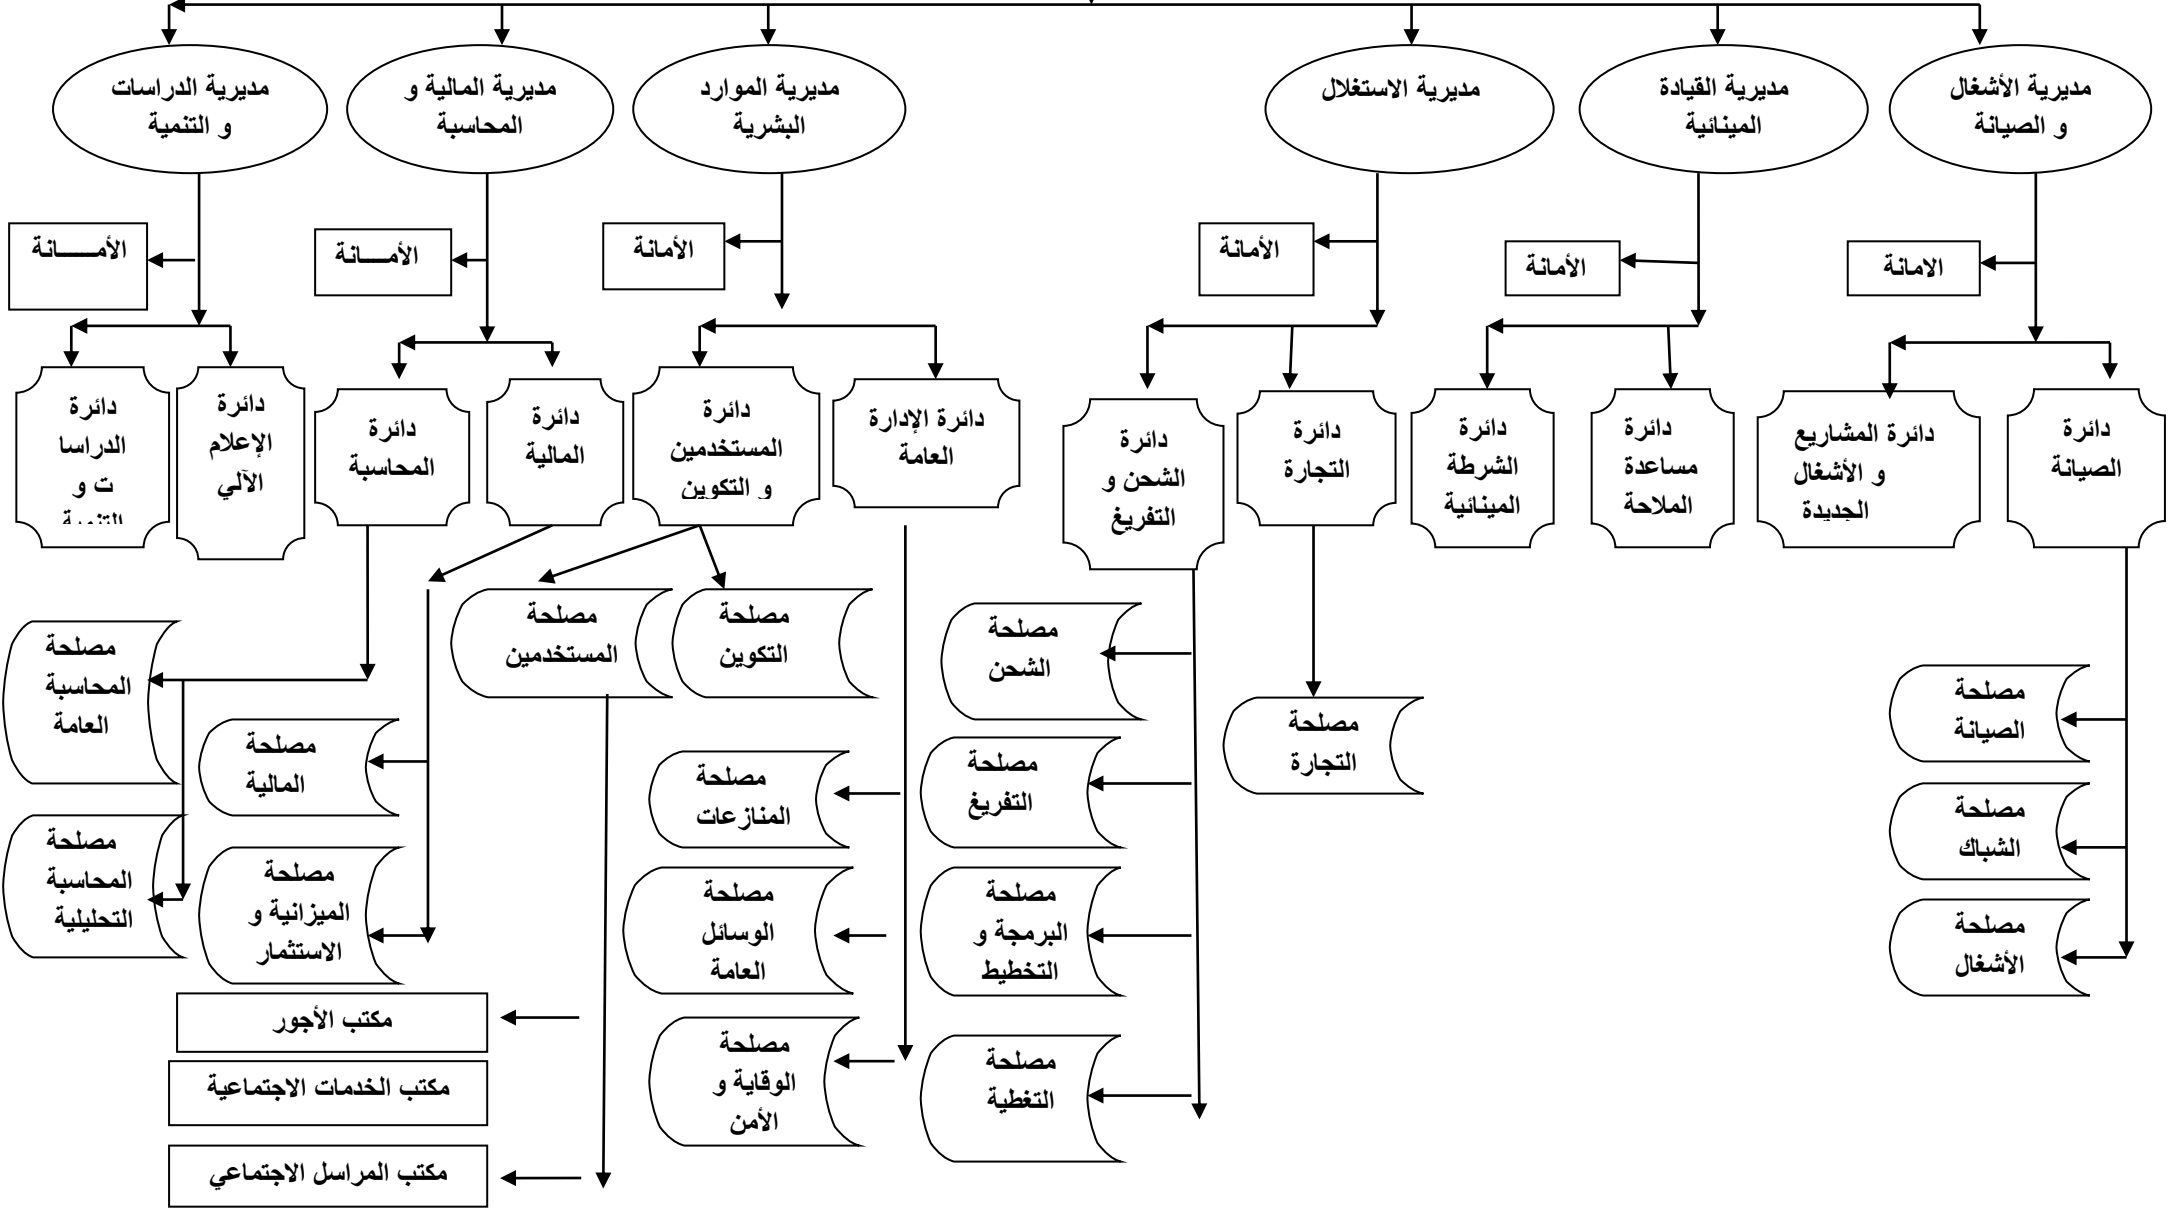 مديرية الأشغال
و الصيانة
مديرية القيادة
المينائية
مديرية الاستغلال
مديرية الموارد
البشرية
مديرية المالية و
المحاسبة
مديرية الدراسات
و التنمية
الامانة
الأمانة
الأمانة
الأمانة
الأمـــانة
الأمــــــانة
دائرة
الصيانة
دائرة المشاريع
و الأشغال
الجديدة
دائرة
مساعدة
الملاحة
دائرة
الشرطة
المينائية
دائرة
التجارة
دائرة
الشحن و
التفريغ
دائرة الإدارة
العامة
دائرة
المستخدمين
و التكوين
دائرة
المالية
دائرة
المحاسبة
دائرة
الإعلام
الآلي
دائرة
الدراسا
ت و
التنمية
مصلحة
الصيانة
مصلحة
الشباك
مصلحة
الأشغال
مصلحة
التجارة
مصلحة
الشحن
مصلحة
التفريغ
مصلحة
البرمجة و
التخطيط
مصلحة
التغطية
مصلحة
المنازعات
مصلحة
الوسائل
العامة
مصلحة
الوقاية و
الأمن
مصلحة
التكوين
مصلحة
المستخدمين
مصلحة
المالية
مصلحة
الميزانية و
الاستثمار
مصلحة
المحاسبة
العامة
مصلحة
المحاسبة
التحليلية
مكتب الأجور
مكتب الخدمات الاجتماعية
مكتب المراسل الاجتماعي